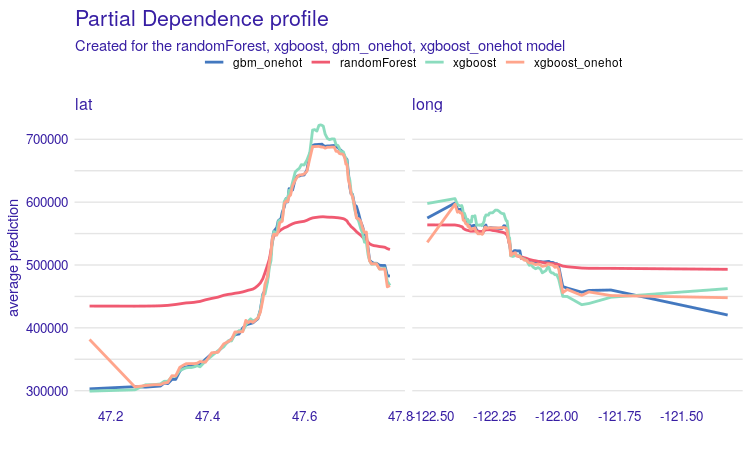 Partial Dependence profile
Created for the randomForest, xgboost, gbm_onehot, xgboost_onehot model
gbm_onehot randomForest xgboost xgboost_onehot
lat long
average prediction
700000
600000
500000
400000
300000
47.2 47.4 47.6 47.8 -122.50 -122.25 -122.00 -121.75 -121.50